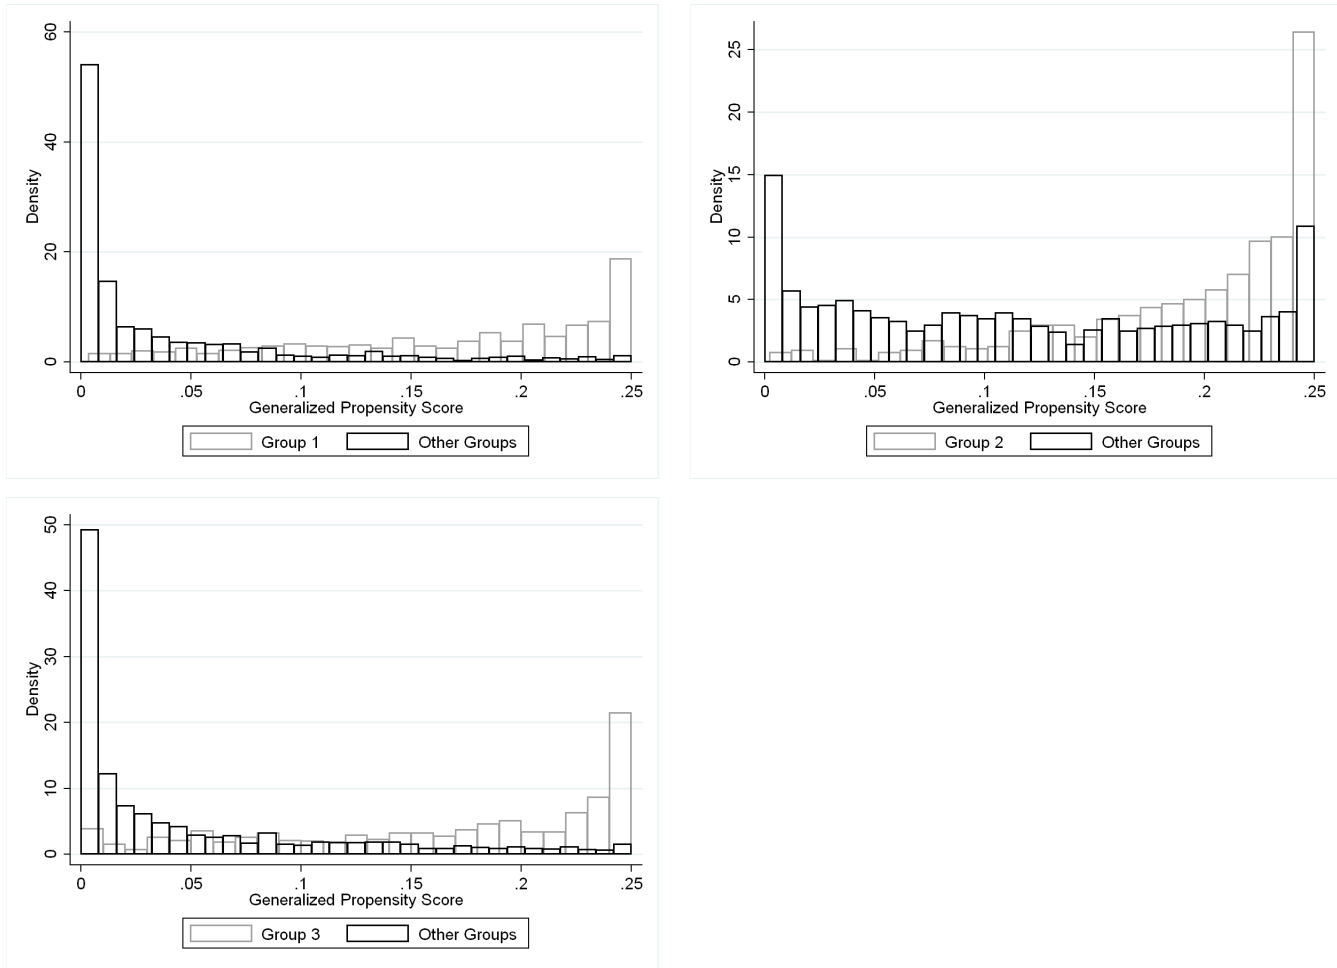 60
40
20
0
Density
0 .05 .1 .15 .2 .25
Generalized Propensity Score
Group 1 Other Groups
25
20
15
10
5
0
Density
0 .05 .1 .15 .2 .25
Generalized Propensity Score
Group 2 Other Groups
50
40
30
20
10
0
Density
0 .05 .1 .15 .2 .25
Generalized Propensity Score
Group 3 Other Groups